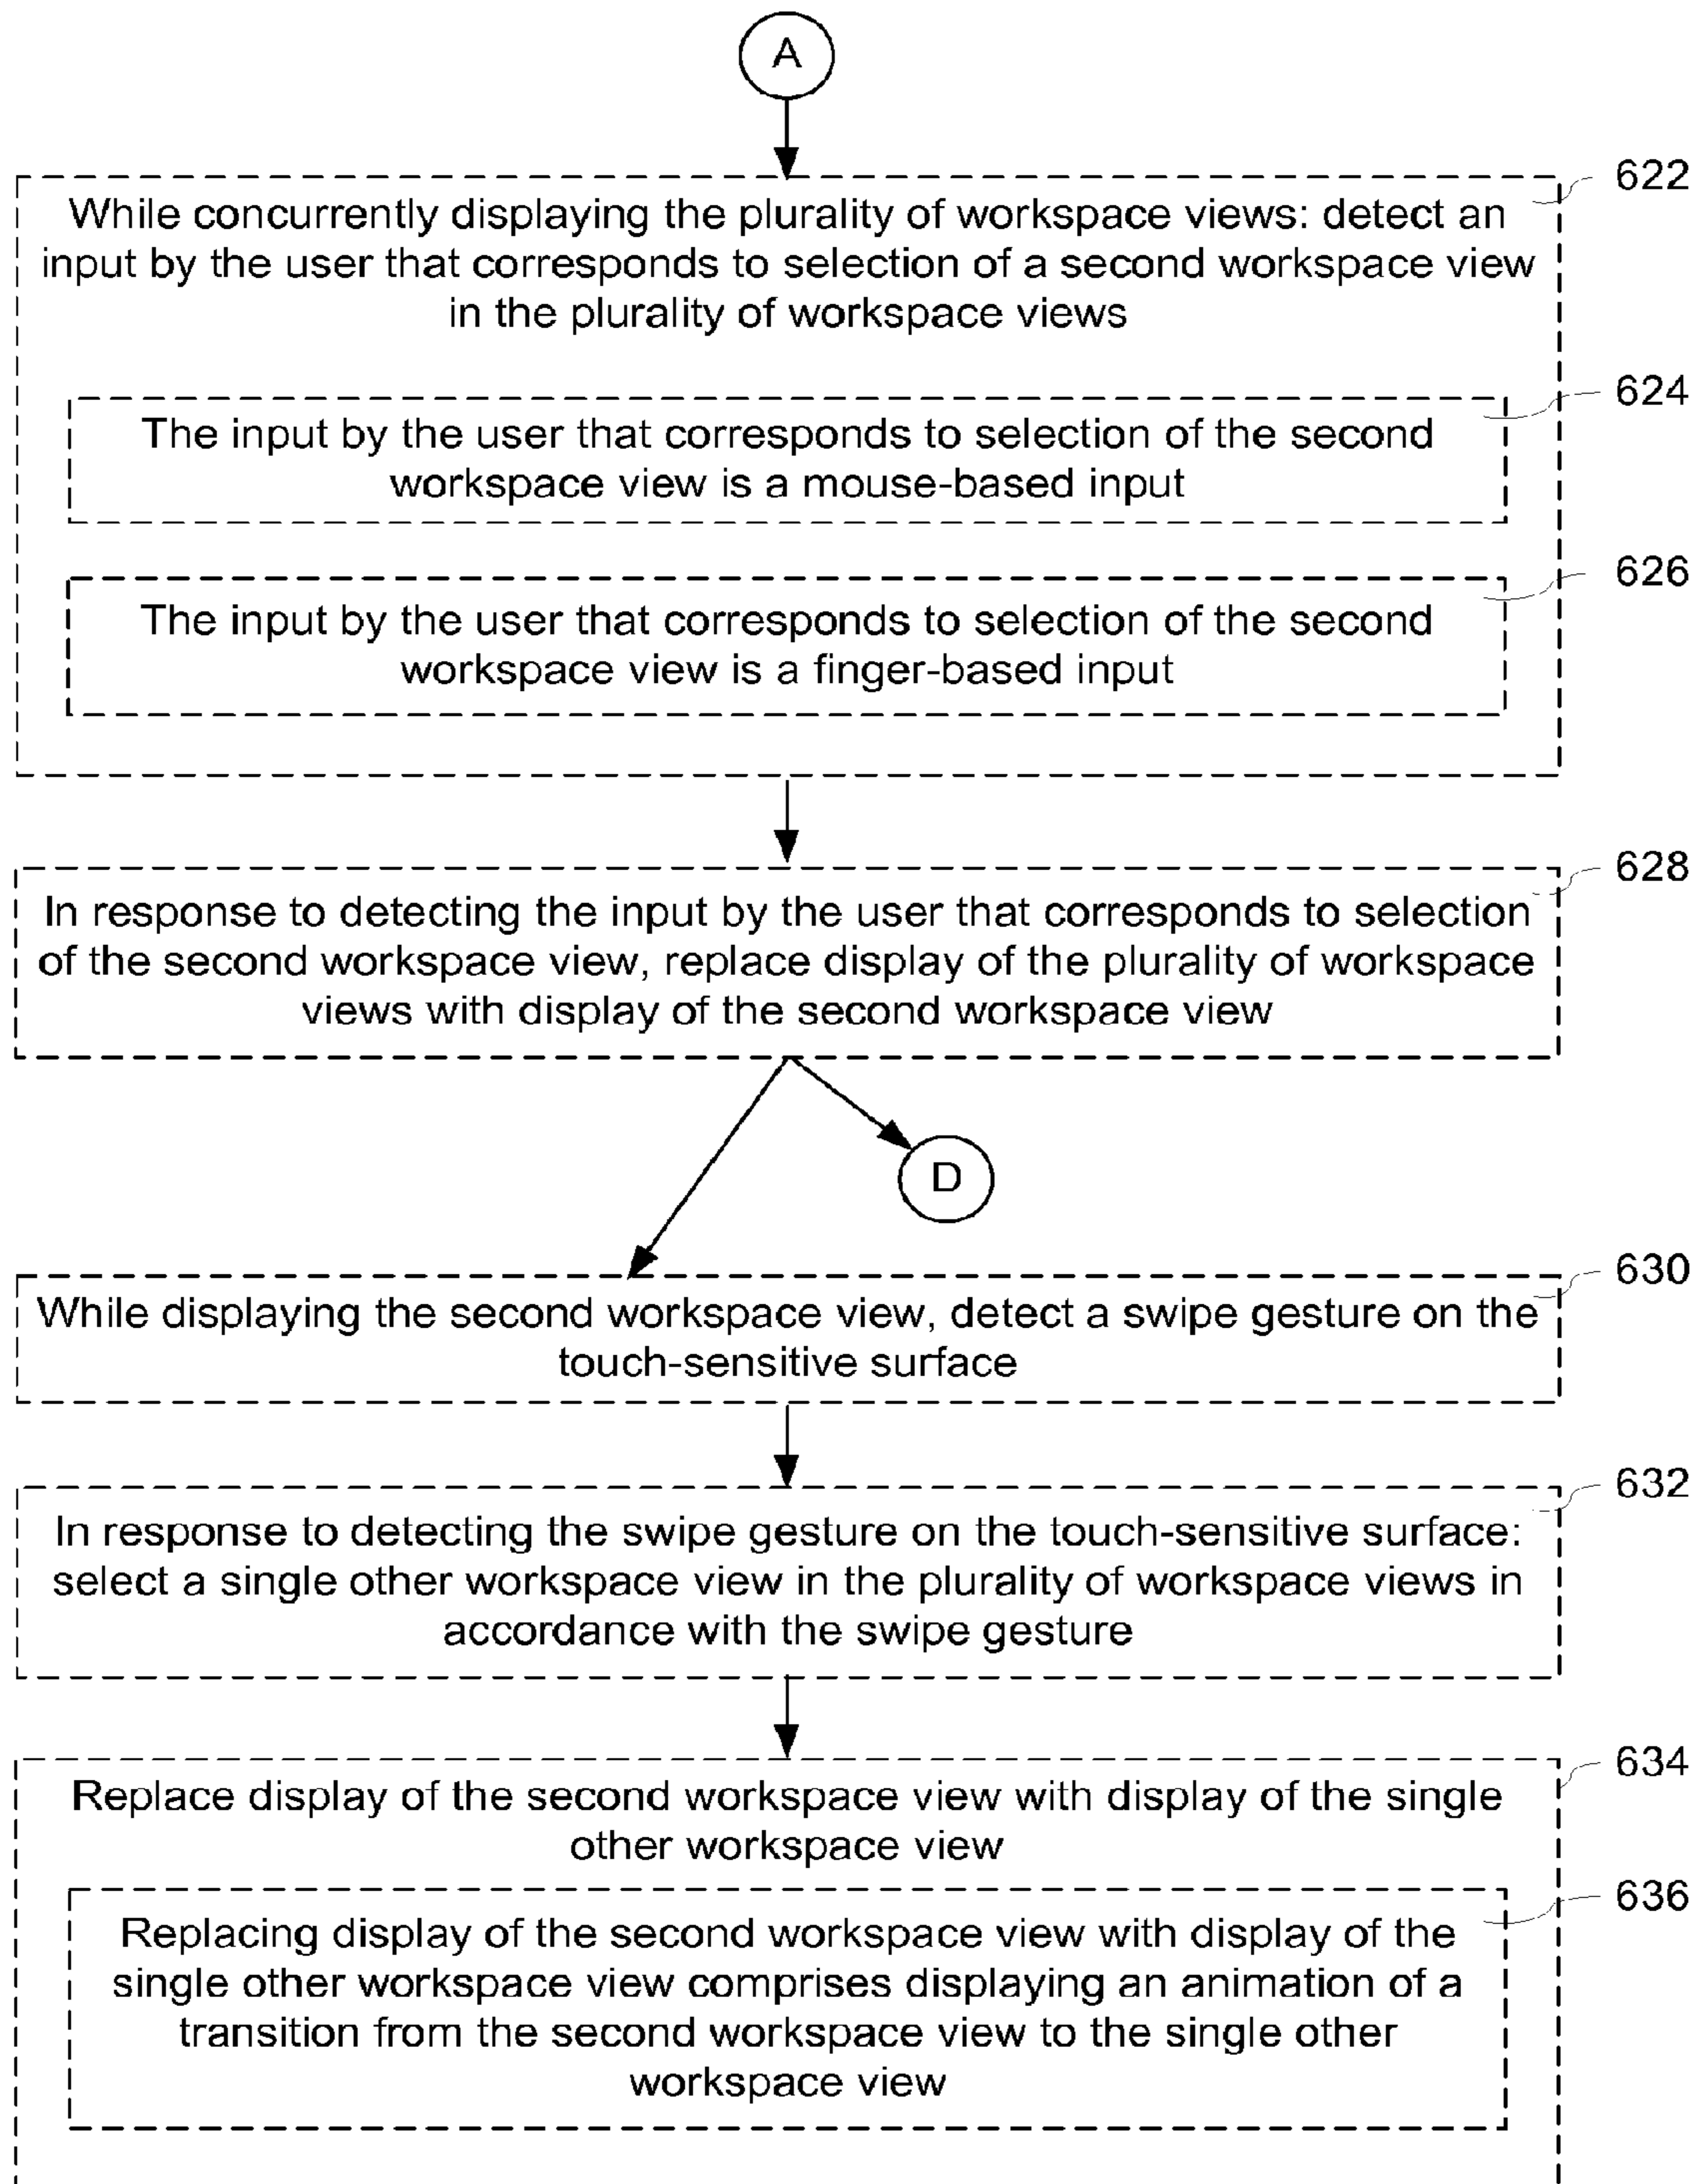 A
622
While concurrently displaying the plurality of workspace views: detect an
input by the user that corresponds to selection of a second workspace view
in the plurality of workspace views
624
The input by the user that corresponds to selection of the second
workspace view is a mouse-based input
626
The input by the user that corresponds to selection of the second
workspace view is a finger-based input
628
In response to detecting the input by the user that corresponds to selection
of the second workspace view, replace display of the plurality of workspace
views with display of the second workspace view
D
630
While displaying the second workspace view, detect a swipe gesture on the
touch-sensitive surface
632
In response to detecting the swipe gesture on the touch-sensitive surface:
select a single other workspace view in the plurality of workspace views in
accordance with the swipe gesture
634
Replace display of the second workspace view with display of the single
other workspace view
636
Replacing display of the second workspace view with display of the
single other workspace view comprises displaying an animation of a
transition from the second workspace view to the single other
workspace view